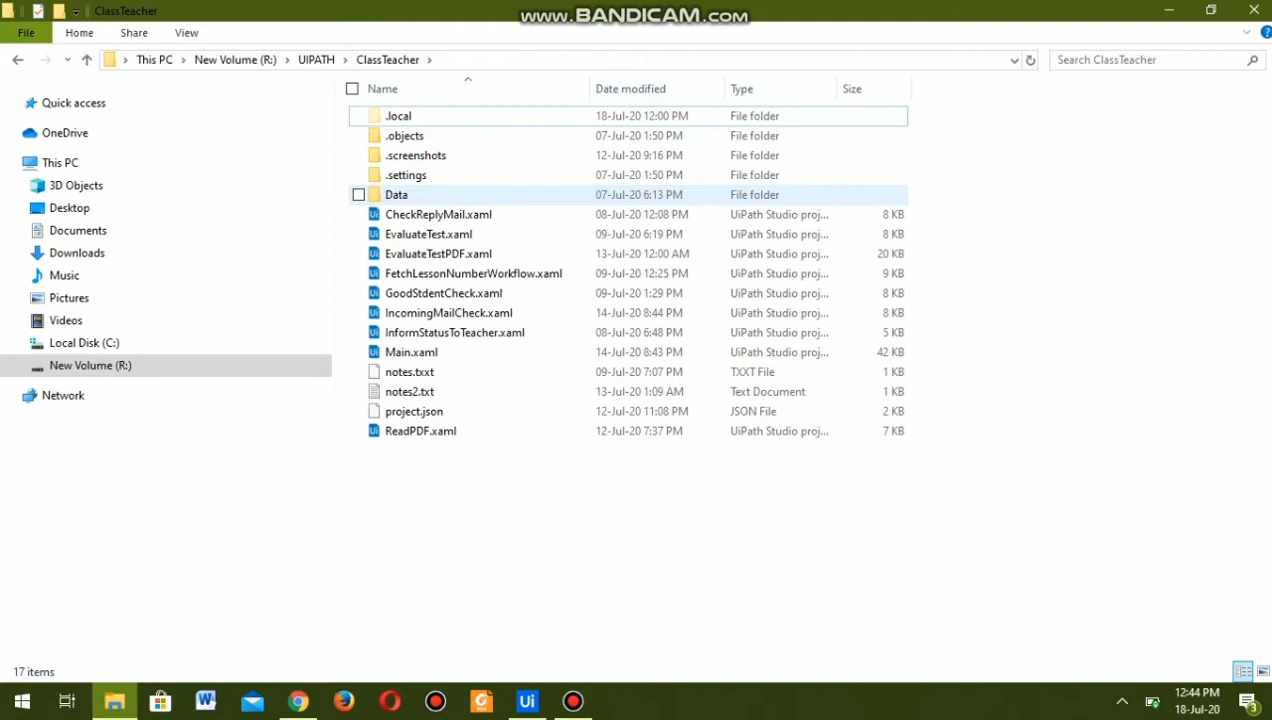 ClassTeacher
www.BANDICAM.com
File Home Share View
This PC New Volume (R:) UIPATH ClassTeacher
Search ClassTeacher
Name Date modified Type Size
Quick access
OneDrive
This PC
3D Objects
Desktop
Documents
Downloads
Music
Pictures
Videos
Local Disk (C:)
New Volume (R:)
Network
.local 18-Jul-20 12:00 PM File folder
.objects 07-Jul-20 1:50 PM File folder
.screenshots 12-Jul-20 9:16 PM File folder
.settings 07-Jul-20 1:50 PM File folder
Data 07-Jul-20 6:13 PM File folder
CheckReplyMail.xaml 08-Jul-20 12:08 PM UiPath Studio proj... 8 KB
EvaluateTest.xaml 09-Jul-20 6:19 PM UiPath Studio proj... 8 KB
EvaluateTestPDF.xaml 13-Jul-20 12:00 AM UiPath Studio proj... 20 KB
FetchLessonNumberWorkflow.xaml 09-Jul-20 12:25 PM UiPath Studio proj... 9 KB
GoodStdentCheck.xaml 09-Jul-20 1:29 PM UiPath Studio proj... 8 KB
IncomingMailCheck.xaml 14-Jul-20 8:44 PM UiPath Studio proj... 8 KB
InformStatusToTeacher.xaml 08-Jul-20 6:48 PM UiPath Studio proj... 5 KB
Main.xaml 14-Jul-20 8:43 PM UiPath Studio proj... 42 KB
notes.txxt 09-Jul-20 7:07 PM TXXT File 1 KB
notes2.txt 13-Jul-20 1:09 AM Text Document 1 KB
project.json 12-Jul-20 11:08 PM JSON File 2 KB
ReadPDF.xaml 12-Jul-20 7:37 PM UiPath Studio proj... 7 KB
17 items
W
Ui
12:44 PM
18-Jul-20
3